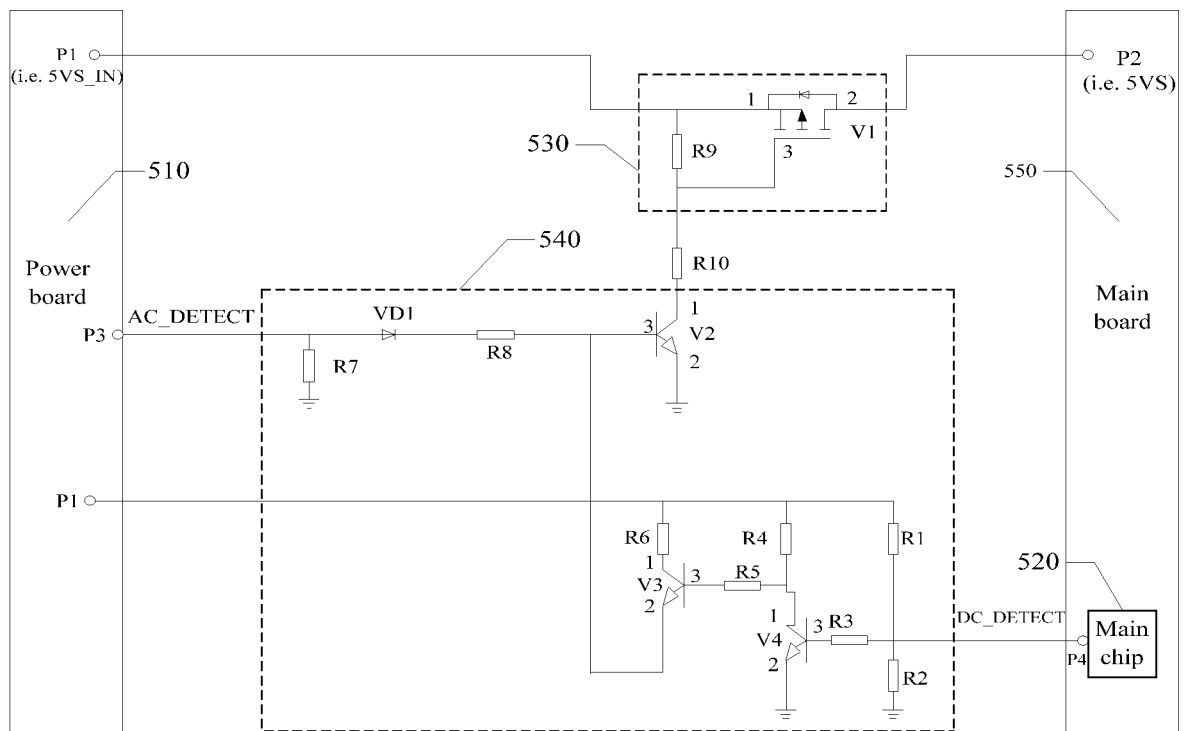 P1
(i.e. 5VS_IN)
P2
(i.e. 5VS)
1
2
V1
3
R9
530
510
550
540
R10
Power
board
Main
board
AC_DETECT
VD1
P3
R8
R7
1
3
V2
2
P1
R6
R4
R1
1
V3
3
R5
2
520
1
V4
3
R3
2
DC_DETECT
P4
Main
chip
R2